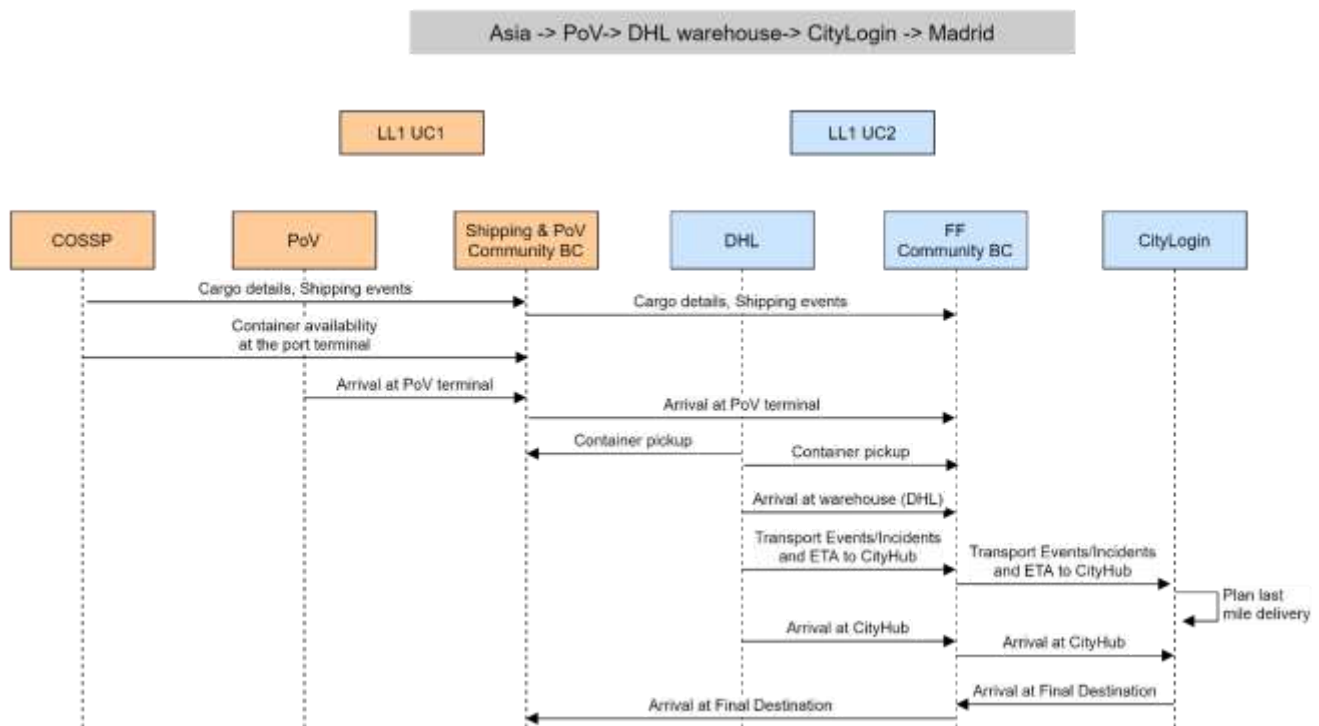 Asia -> PoV-> DHL warehouse-> CityLogin -> Madrid
LL1 UC1
LL1 UC2
COSSP
PoV
Shipping & PoV
Community BC
DHL
FF
Community BC
CityLogin
Cargo details, Shipping events
Cargo details, Shipping events
Container availability
at the port terminal
Arrival at PoV terminal
Arrival at PoV terminal
Container pickup
Container pickup
Arrival at warehouse (DHL)
Transport Events/Incidents
and ETA to CityHub
Transport Events/Incidents
and ETA to CityHub
Plan last
mile delivery
Arrival at CityHub
Arrival at CityHub
Arrival at Final Destination
Arrival at Final Destination